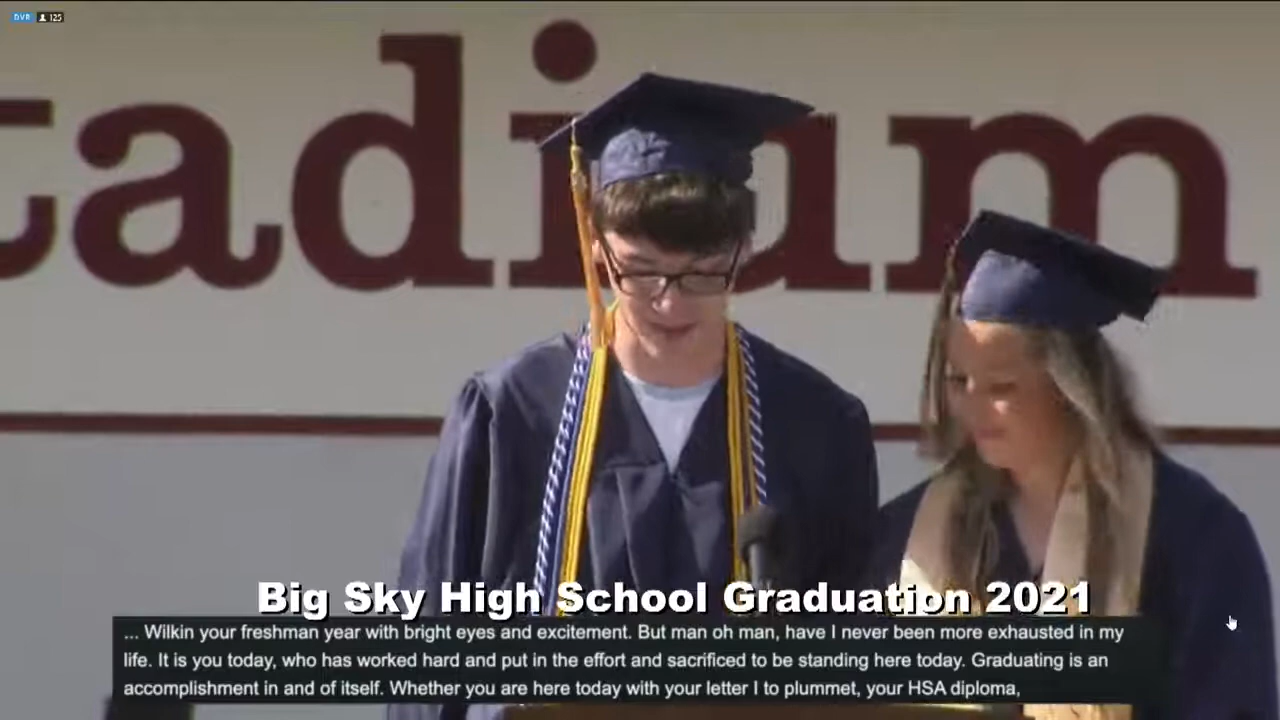 DVR 125
tadium
Big Sky High School Graduation 2021
... Wilkin your freshman year with bright eyes and excitement. But man oh man, have I never been more exhausted in my
life. It is you today, who has worked hard and put in the effort and sacrificed to be standing here today. Graduating is an
accomplishment in and of itself. Whether you are here today with your letter I to plummet, your HSA diploma,